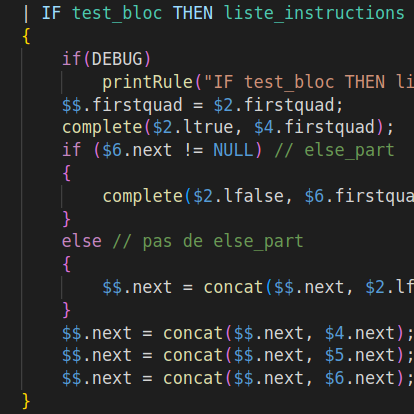 | IF test_bloc THEN liste_instructions
{
if(DEBUG)
printRule("IF test_bloc THEN li
$$.firstquad = $2.firstquad;
complete($2.ltrue, $4.firstquad);
if ($6.next != NULL) // else_part
{
complete($2.lfalse, $6.firstqua
}
else // pas de else_part
{
$$.next = concat($$.next, $2.lf
}
$$.next = concat($$.next, $4.next);
$$.next = concat($$.next, $5.next);
$$.next = concat($$.next, $6.next);
}